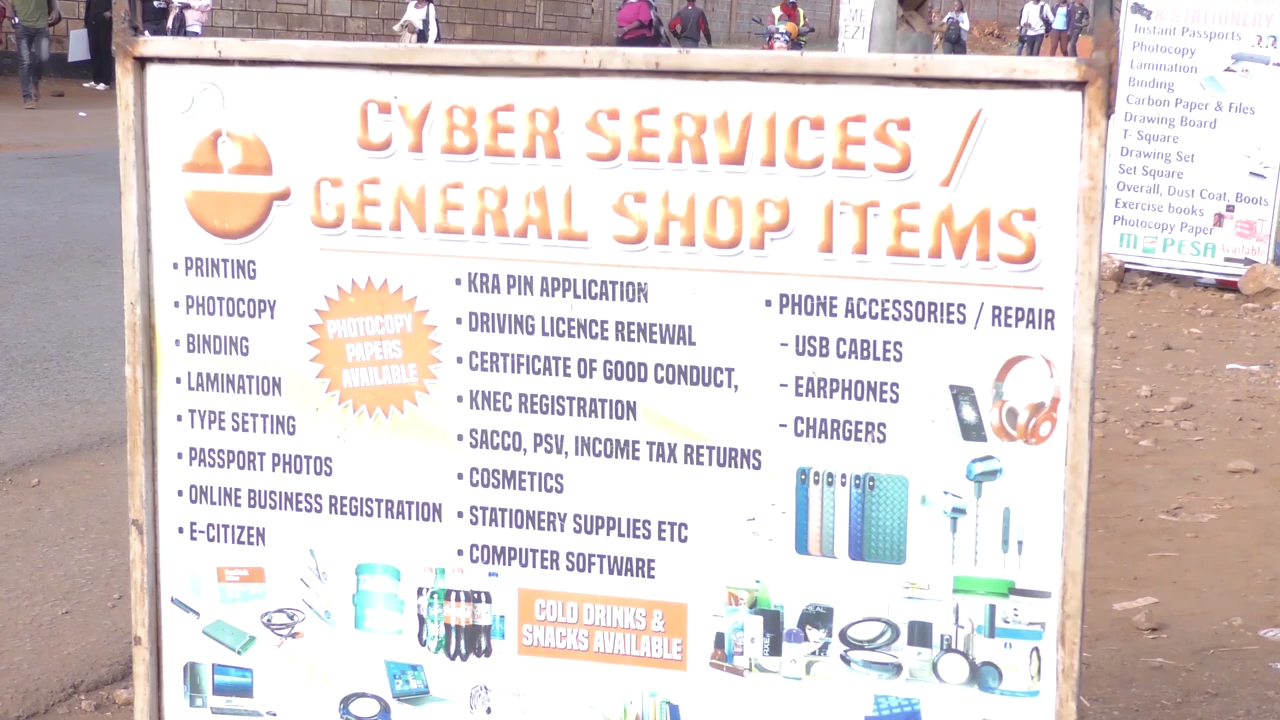 CYBER SERVICES /
GENERAL SHOP ITEMS
• PRINTING
• PHOTOCOPY
• BINDING
• LAMINATION
• TYPE SETTING
• PASSPORT PHOTOS
• ONLINE BUSINESS REGISTRATION
• E-CITIZEN
PHOTOCOPY
PAPERS
AVAILABLE
• KRA PIN APPLICATION
• DRIVING LICENCE RENEWAL
• CERTIFICATE OF GOOD CONDUCT,
• KNEC REGISTRATION
• SACCO, PSV, INCOME TAX RETURNS
• COSMETICS
• STATIONERY SUPPLIES ETC
• COMPUTER SOFTWARE
• PHONE ACCESSORIES / REPAIR
- USB CABLES
- EARPHONES
- CHARGERS
COLD DRINKS &
SNACKS AVAILABLE
& STATIONERY
Instant Passports
Photocopy
Lamination
Binding
Carbon Paper & Files
Drawing Board
T- Square
Drawing Set
Set Square
Overall, Dust Coat, Boots
Exercise books
Photocopy Paper
M PESA Available